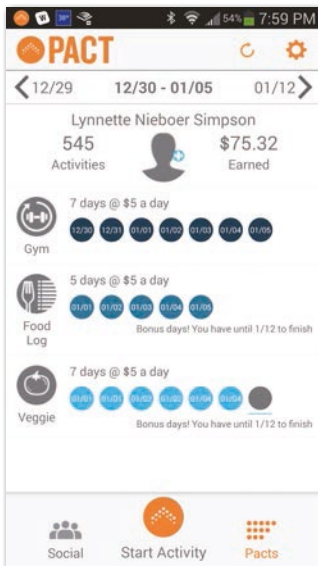 W 38° 54% 7:59 PM
PACT
12/29 12/30 - 01/05 01/12
Lynnette Nieboer Simpson
545 $75.32
Activities Earned
7 days @ $5 a day
12/30 12/31 01/01 01/02 01/03 01/04 01/05
Gym
5 days @ $5 a day
01/01 01/02 01/03 01/04 01/05
Food
Log
Bonus days! You have until 1/12 to finish
7 days @ $5 a day
01/01 01/01 01/02 01/02 01/04 01/04
Veggie
Bonus days! You have until 1/12 to finish
Social Start Activity Pacts